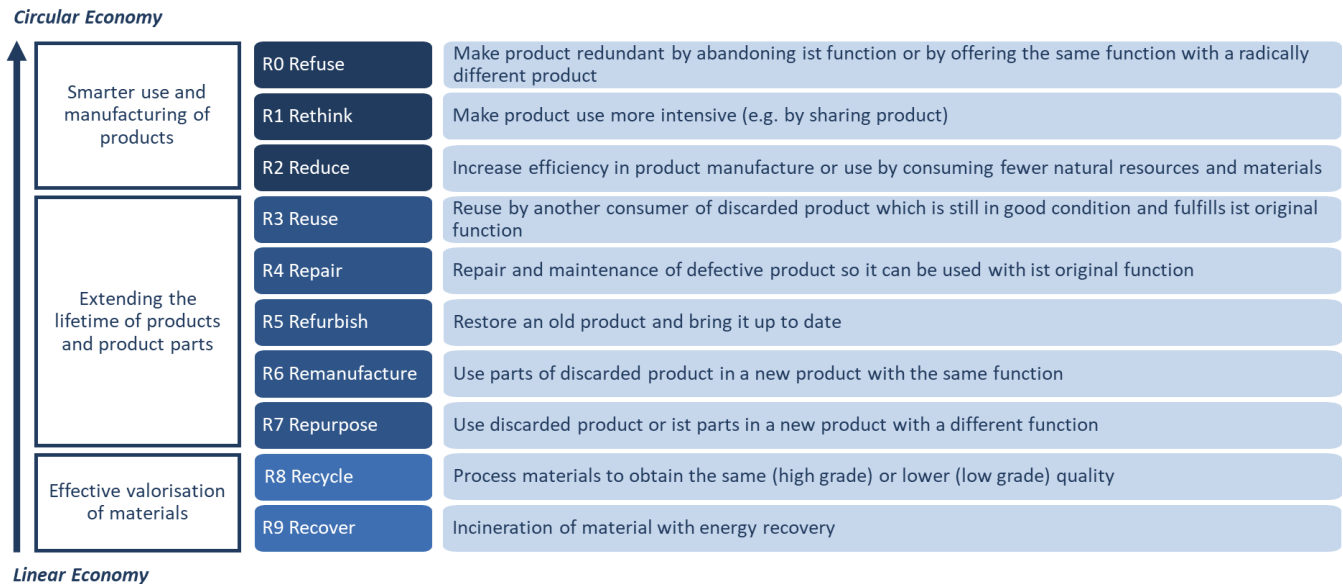 Circular Economy
Smarter use and
manufacturing of
products
R0 Refuse
Make product redundant by abandoning ist function or by offering the same function with a radically
different product
R1 Rethink
Make product use more intensive (e.g. by sharing product)
R2 Reduce
Increase efficiency in product manufacture or use by consuming fewer natural resources and materials
Extending the
lifetime of products
and product parts
R3 Reuse
Reuse by another consumer of discarded product which is still in good condition and fulfills ist original
function
R4 Repair
Repair and maintenance of defective product so it can be used with ist original function
R5 Refurbish
Restore an old product and bring it up to date
R6 Remanufacture
Use parts of discarded product in a new product with the same function
R7 Repurpose
Use discarded product or ist parts in a new product with a different function
Effective valorisation
of materials
R8 Recycle
Process materials to obtain the same (high grade) or lower (low grade) quality
R9 Recover
Incineration of material with energy recovery
Linear Economy